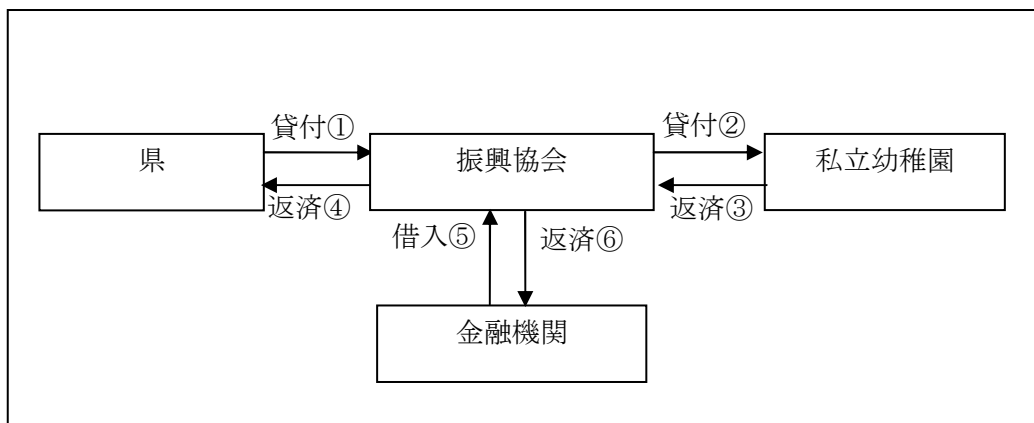 貸付①
貸付②
県
振興協会
私立幼稚園
返済④
返済③
借入⑤
返済⑥
金融機関